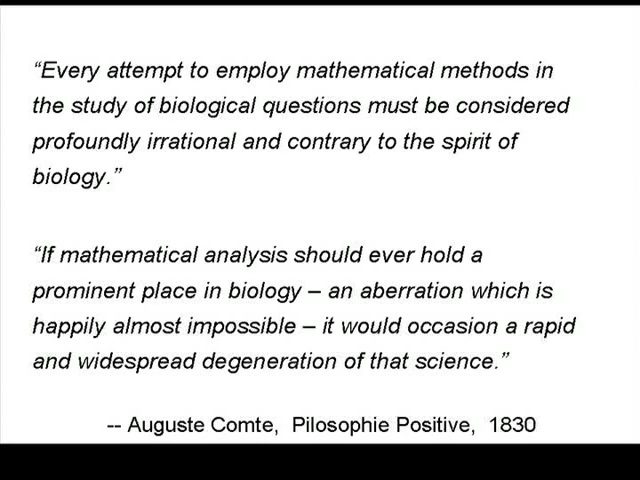 “Every attempt to employ mathematical methods in
the study of biological questions must be considered
profoundly irrational and contrary to the spirit of
biology.”
“If mathematical analysis should ever hold a
prominent place in biology – an aberration which is
happily almost impossible – it would occasion a rapid
and widespread degeneration of that science.”
-- Auguste Comte,  Pilosophie Positive,  1830